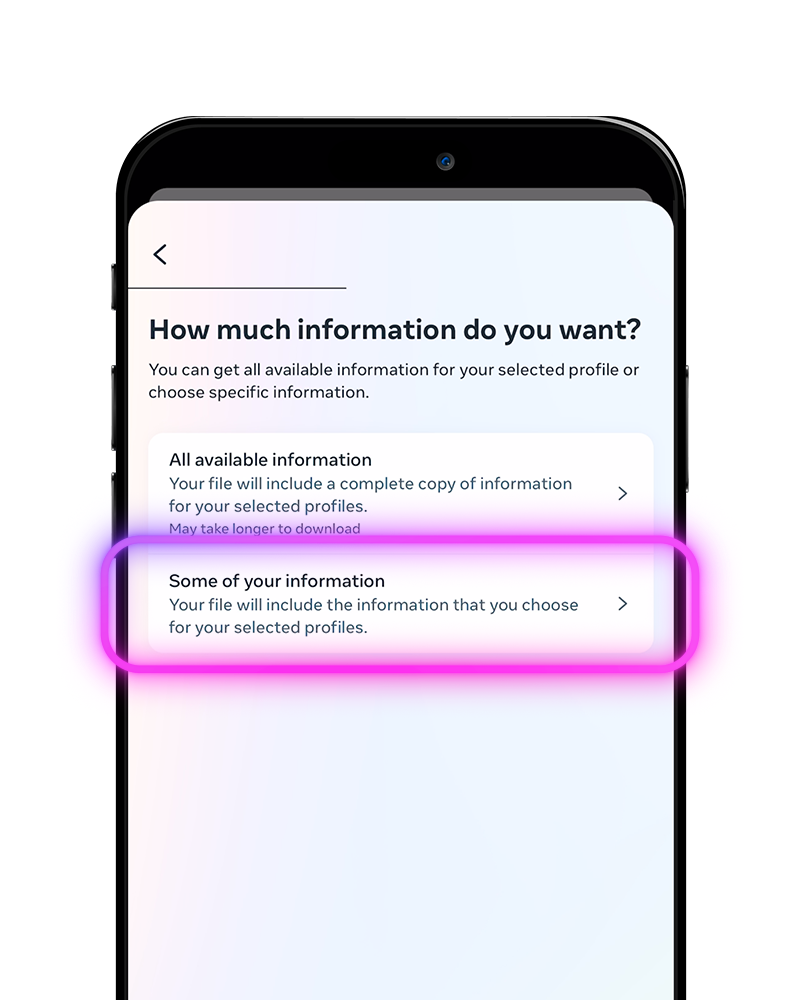 How much information do you want?
You can get all available information for your selected profile or
choose specific information.
All available information
Your file will include a complete copy of information
for your selected profiles.
May take longer to download
Some of your information
Your file will include the information that you choose
for your selected profiles.